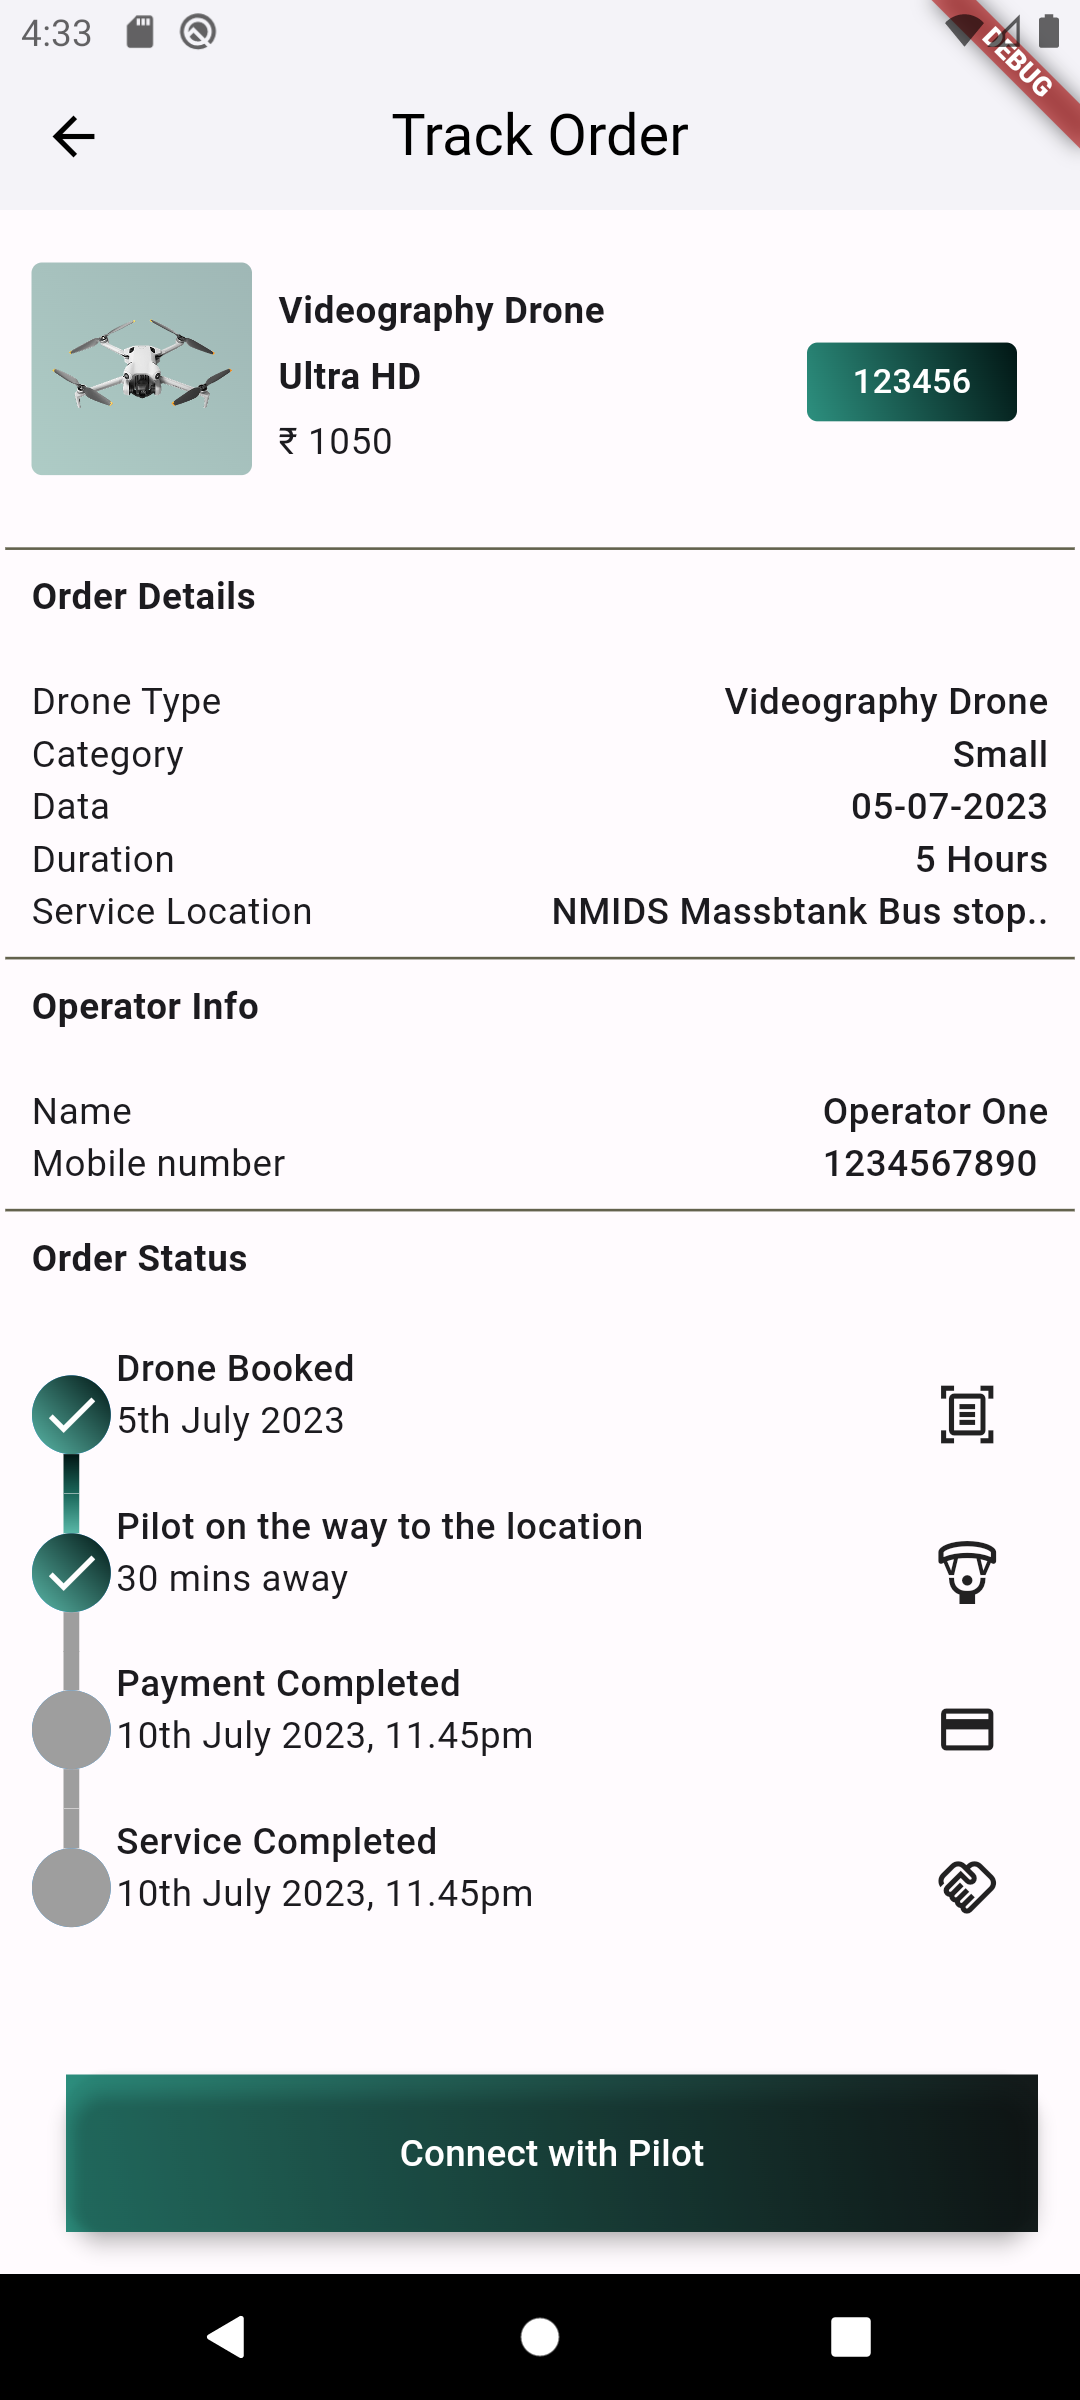 4:33
DEBUG
Track Order
Videography Drone
Ultra HD
₹ 1050
123456
Order Details
Drone Type Videography Drone
Category Small
Data 05-07-2023
Duration 5 Hours
Service Location NMIDS Massbtank Bus stop..
Operator Info
Name Operator One
Mobile number 1234567890
Order Status
Drone Booked
5th July 2023
Pilot on the way to the location
30 mins away
Payment Completed
10th July 2023, 11.45pm
Service Completed
10th July 2023, 11.45pm
Connect with Pilot